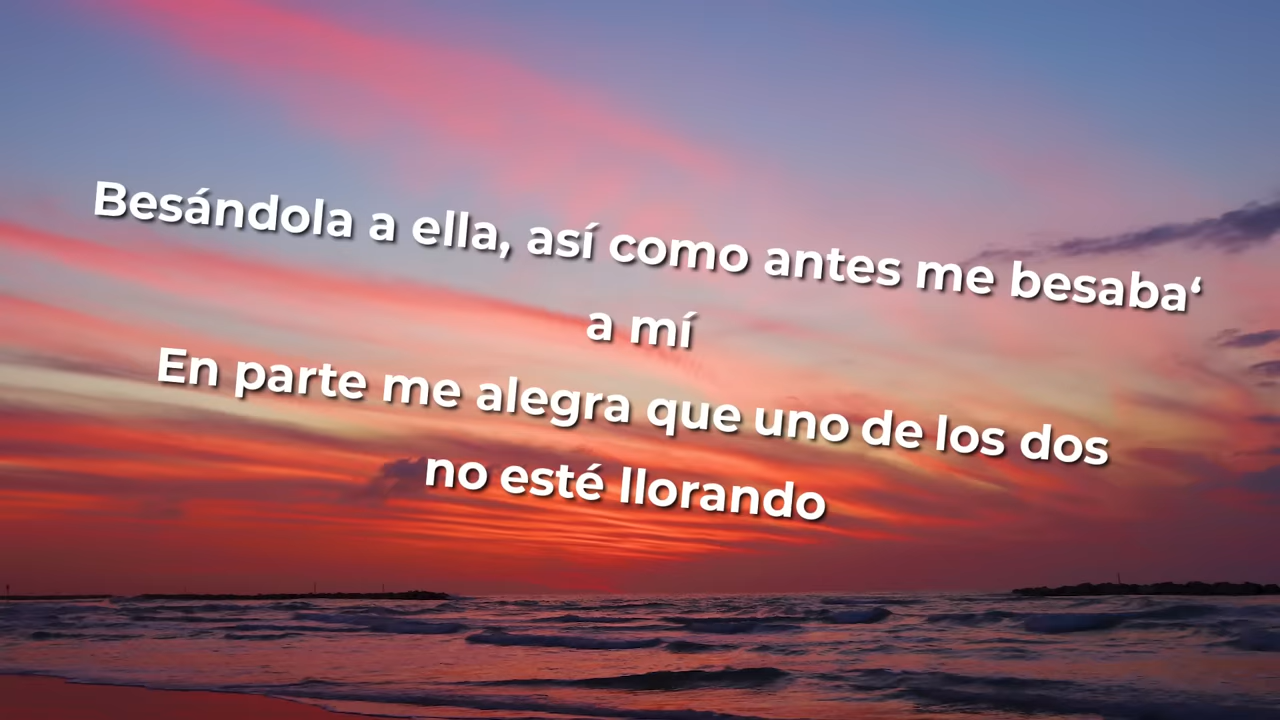 Besándola a ella, así como antes me besaba‘
a mí
En parte me alegra que uno de los dos
no esté llorando